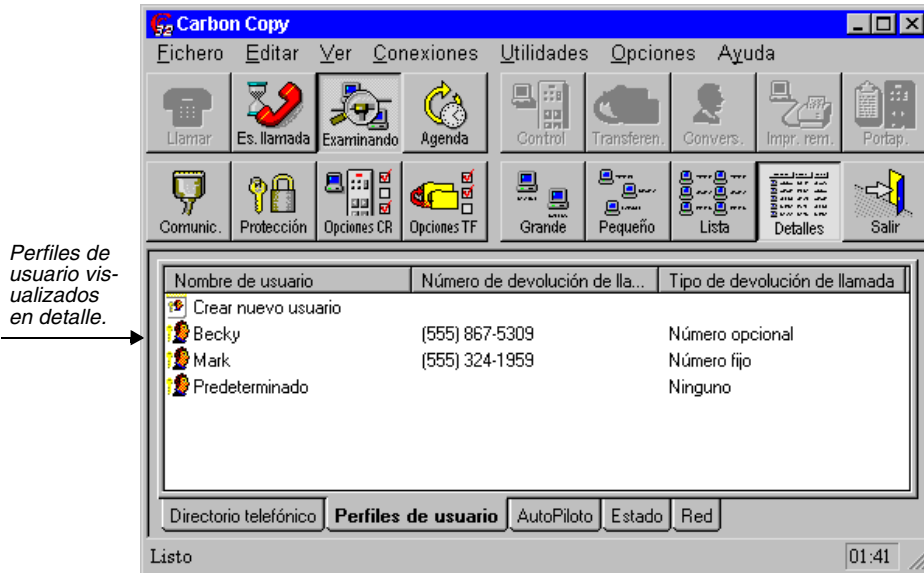 Carbon Copy
Fichero Editar Ver Conexiones Utilidades Opciones Ayuda
Llamar Es. llamada Examinando Agenda Control Transferen. Convers. Impr. rem. Portap.
Comunic. Protección Opciones CR Opciones TF Grande Pequeño Lista Detalles Salir
Perfiles de
usuario vis-
ualizados
en detalle.
Nombre de usuario Número de devolución de lla... Tipo de devolución de llamada
Crear nuevo usuario
Becky (555) 867-5309 Número opcional
Mark (555) 324-1959 Número fijo
Predeterminado Ninguno
Directorio telefónico Perfiles de usuario AutoPiloto Estado Red
Listo 01:41